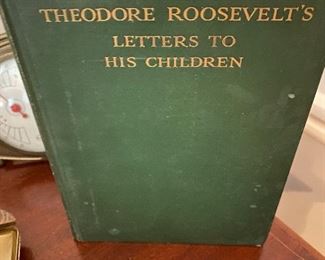 THEODORE ROOSEVELT'S
LETTERS TO
HIS CHILDREN